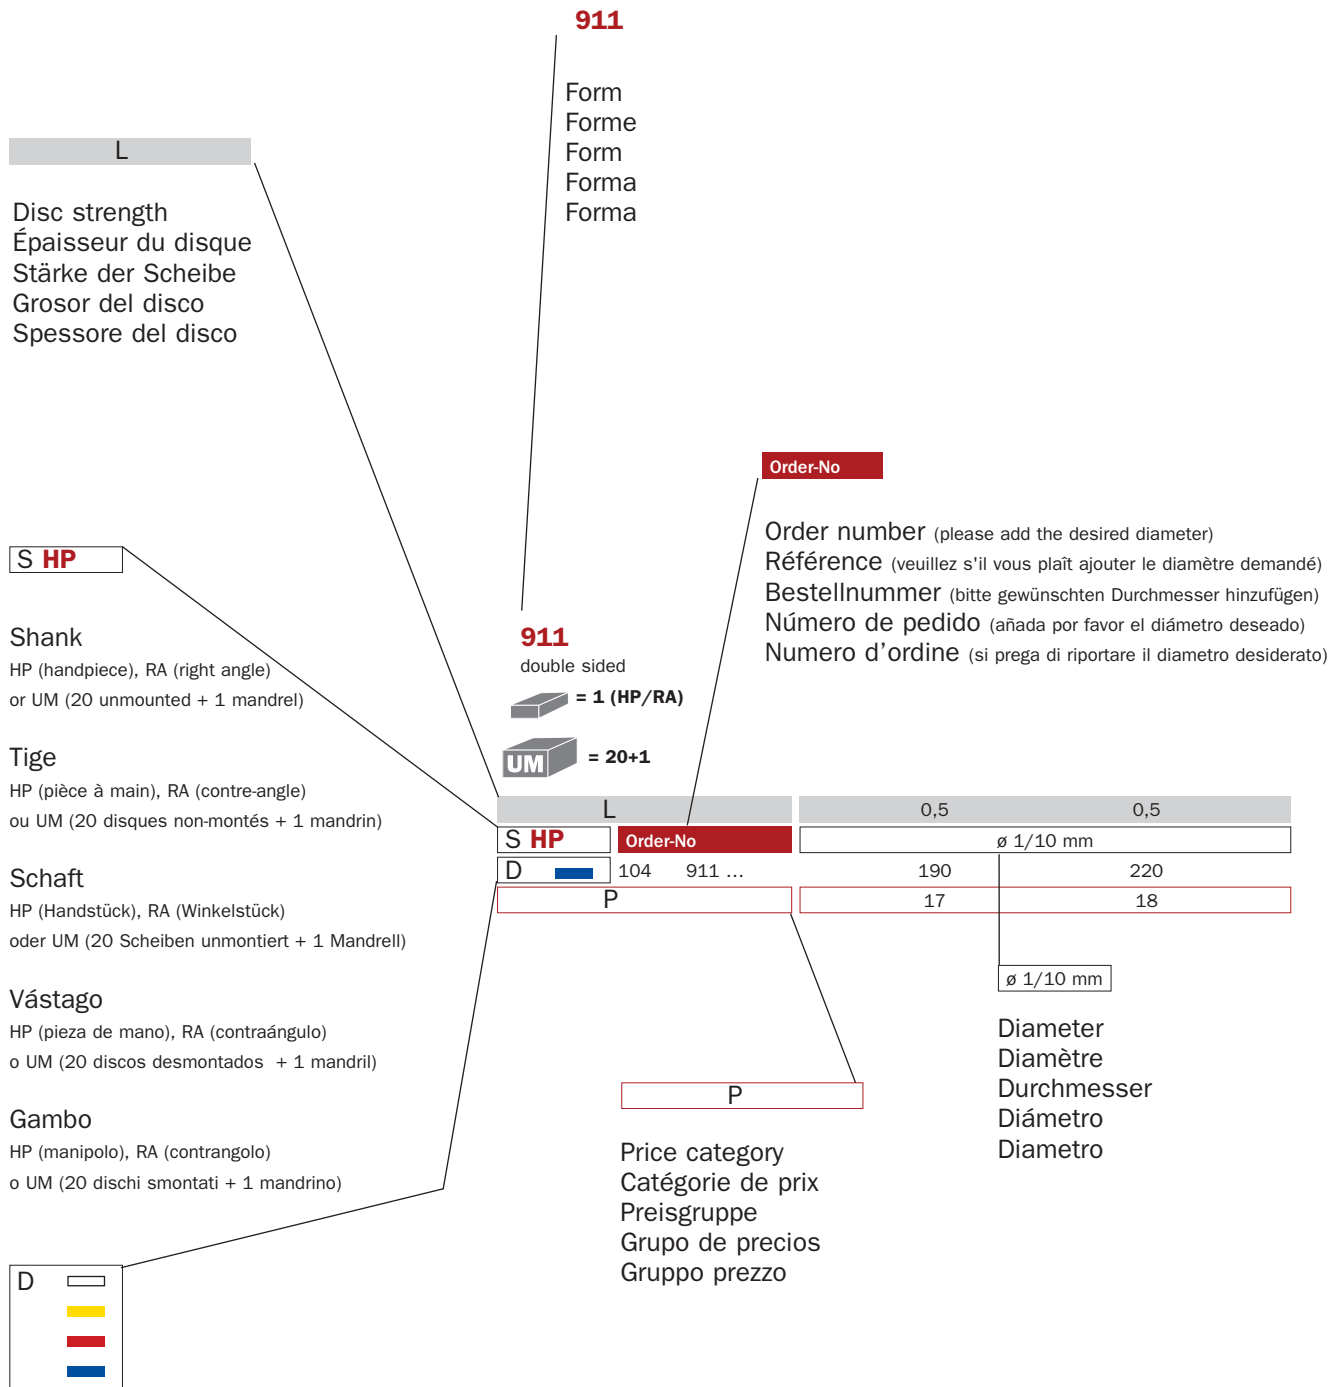 911
Form
Forme
Form
Forma
Forma
L
Disc strength
Épaisseur du disque
Stärke der Scheibe
Grosor del disco
Spessore del disco
Order-No
Order number (please add the desired diameter)
Référence (veuillez s'il vous plaît ajouter le diamètre demandé)
Bestellnummer (bitte gewünschten Durchmesser hinzufügen)
Número de pedido (añada por favor el diámetro deseado)
Numero d’ordine (si prega di riportare il diametro desiderato)
S HP
Shank
HP (handpiece), RA (right angle)
or UM (20 unmounted + 1 mandrel)
Tige
HP (pièce à main), RA (contre-angle)
ou UM (20 disques non-montés + 1 mandrin)
Schaft
HP (Handstück), RA (Winkelstück)
oder UM (20 Scheiben unmontiert + 1 Mandrell)
Vástago
HP (pieza de mano), RA (contraángulo)
o UM (20 discos desmontados + 1 mandril)
Gambo
HP (manipolo), RA (contrangolo)
o UM (20 dischi smontati + 1 mandrino)
911
double sided
= 1 (HP/RA)
UM = 20+1
L 0,5 0,5
S HP Order-No ø 1/10 mm
D 104 911 ... 190 220
P 17 18
ø 1/10 mm
Diameter
Diamètre
Durchmesser
Diámetro
Diametro
P
Price category
Catégorie de prix
Preisgruppe
Grupo de precios
Gruppo prezzo
D